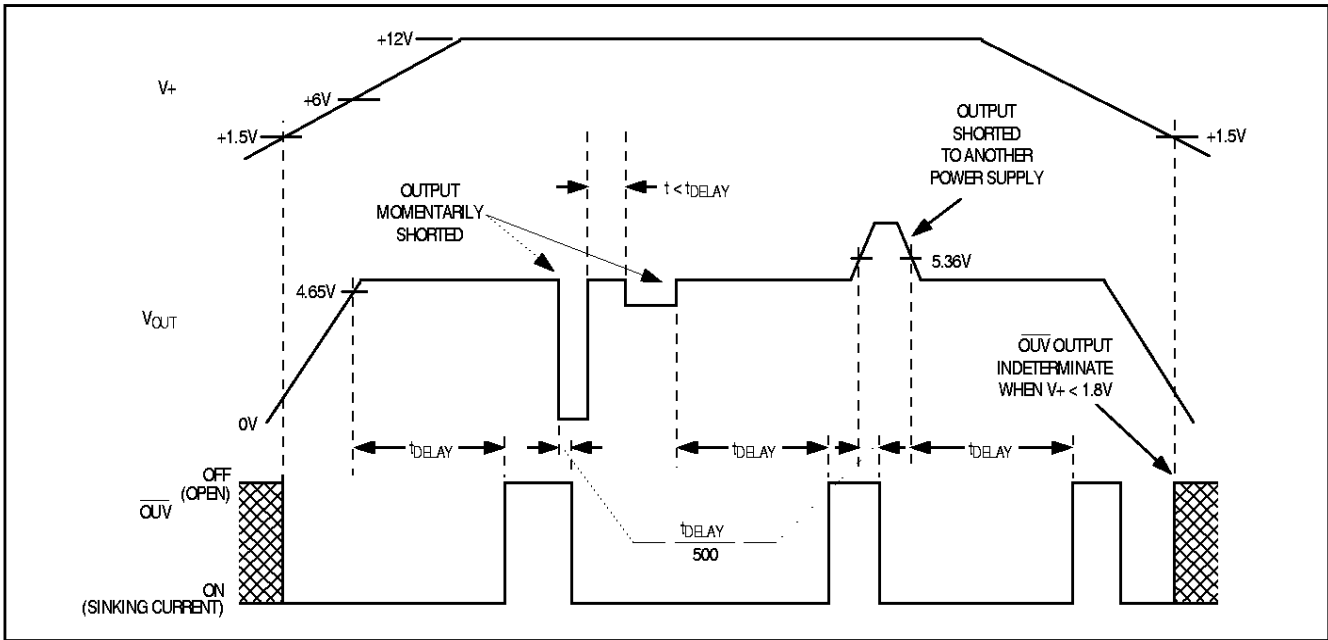 +12V
V+
+6V
+1.5V
+1.5V
OUTPUT
SHORTED
TO ANOTHER
POWER SUPPLY
t < tDELAY
OUTPUT
MOMENTARILY
SHORTED
4.65V
5.36V
VOUT
OUV OUTPUT
INDETERMINATE
WHEN V+ < 1.8V
0V
tDELAY
tDELAY
tDELAY
OFF
(OPEN)
OUV
tDELAY
500
ON
(SINKING CURRENT)